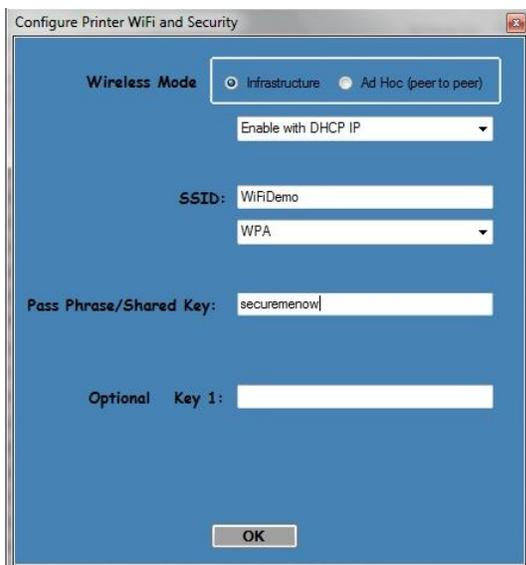 Configure Printer WiFi and Security
Wireless Mode Infrastructure Ad Hoc (peer to peer)
Enable with DHCP IP
SSID: WiFiDemo
WPA
Pass Phrase/Shared Key: securemenow
Optional Key 1:
OK